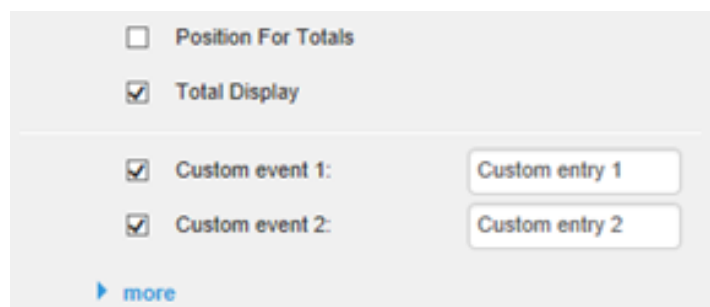 Position For Totals
Total Display
Custom event 1: Custom entry 1
Custom event 2: Custom entry 2
more